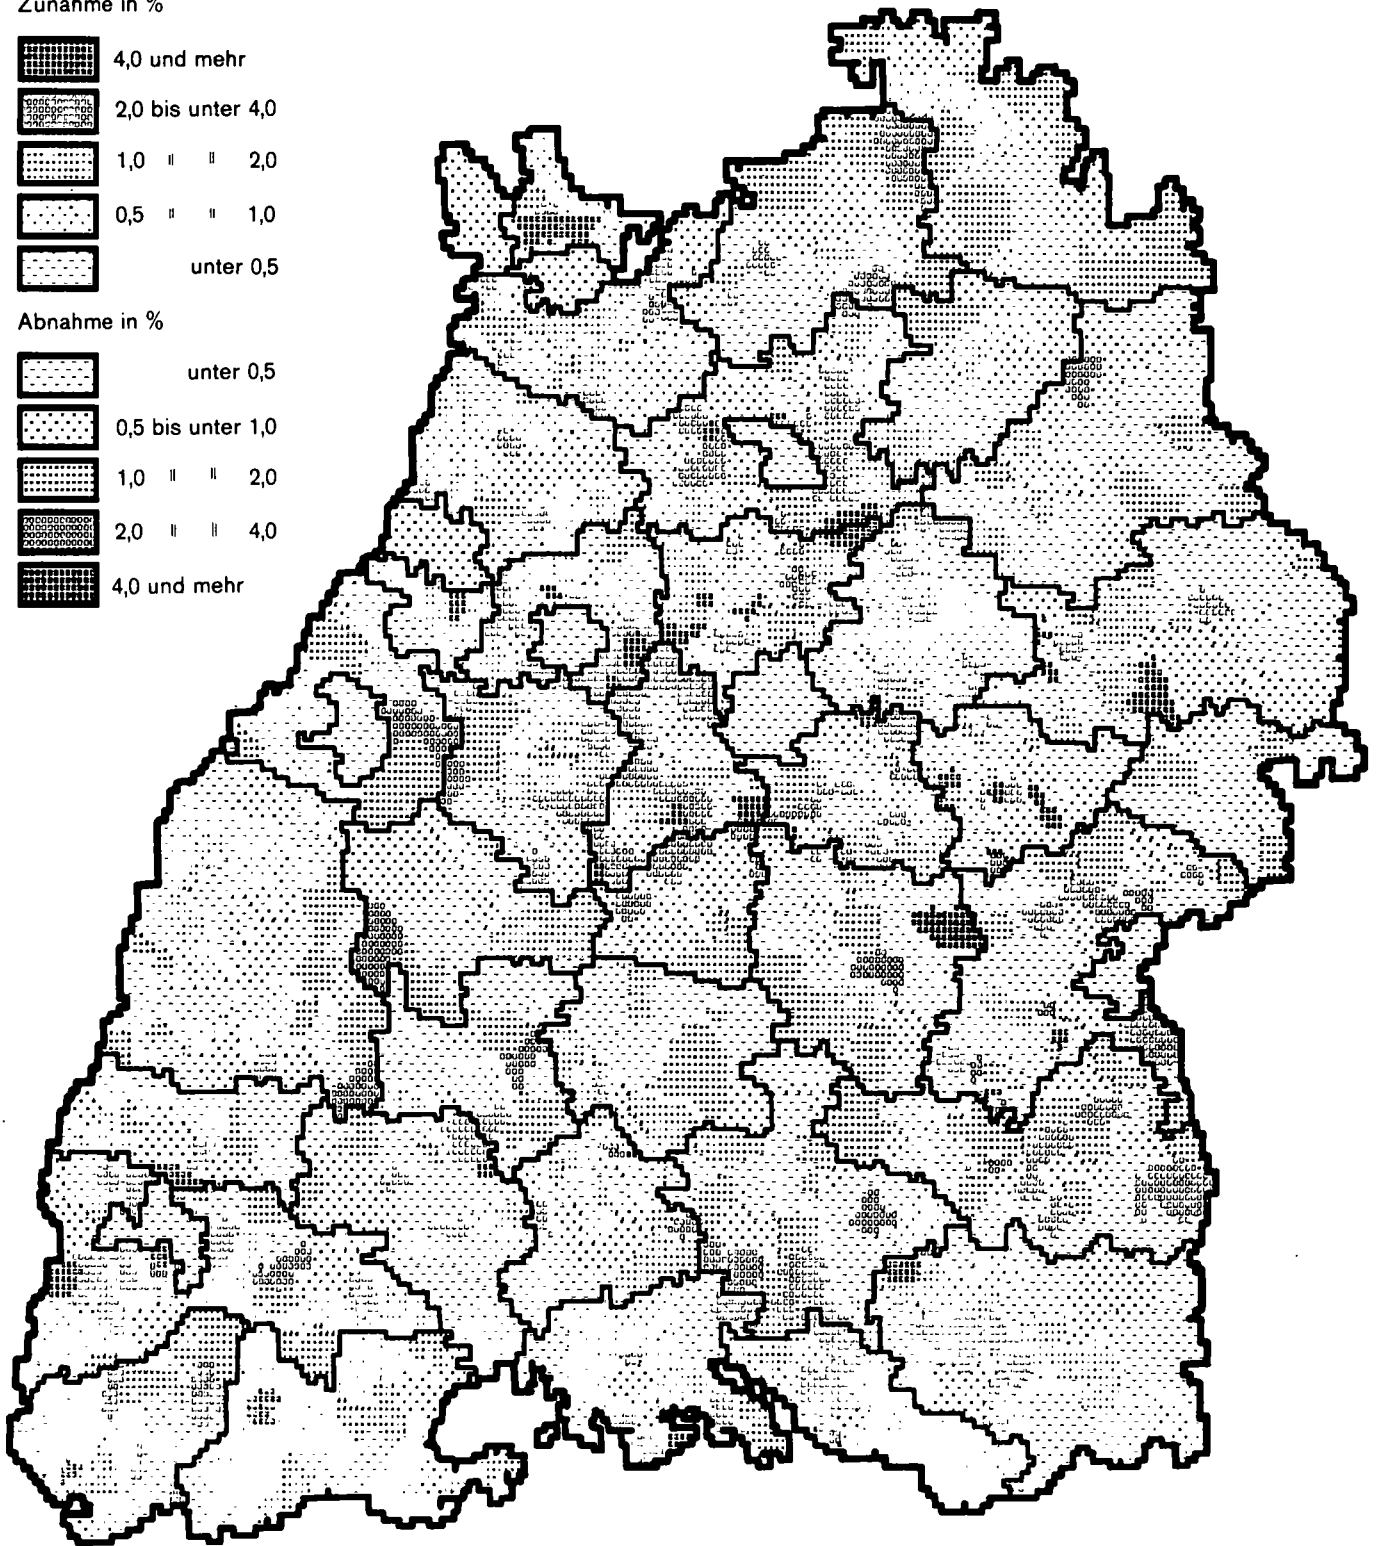 Zunahme in %
4,0 und mehr
2,0 bis unter 4,0
1,0 " " 2,0
0,5 " " 1,0
unter 0,5
Abnahme in %
unter 0,5
0,5 bis unter 1,0
1,0 " " 2,0
2,0 " " 4,0
4,0 und mehr